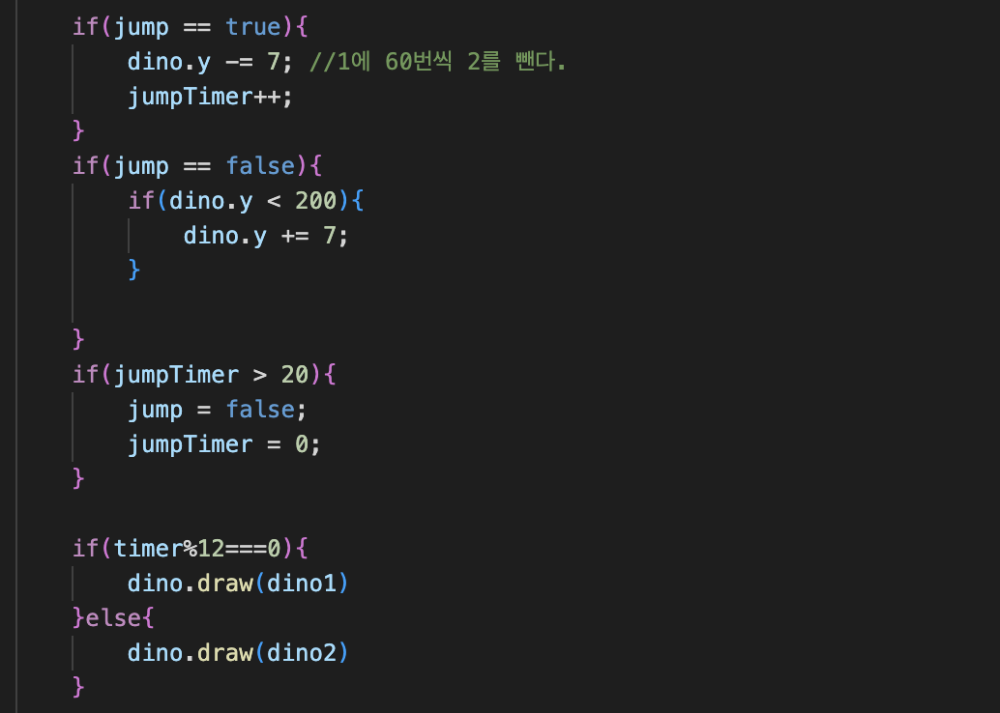 if(jump == true){
dino.y -= 7; //1에 60번씩 2를 뺀다.
jumpTimer++;
}
if(jump == false){
if(dino.y < 200){
dino.y += 7;
}
}
if(jumpTimer > 20){
jump = false;
jumpTimer = 0;
}
if(timer%12===0){
dino.draw(dino1)
}else{
dino.draw(dino2)
}